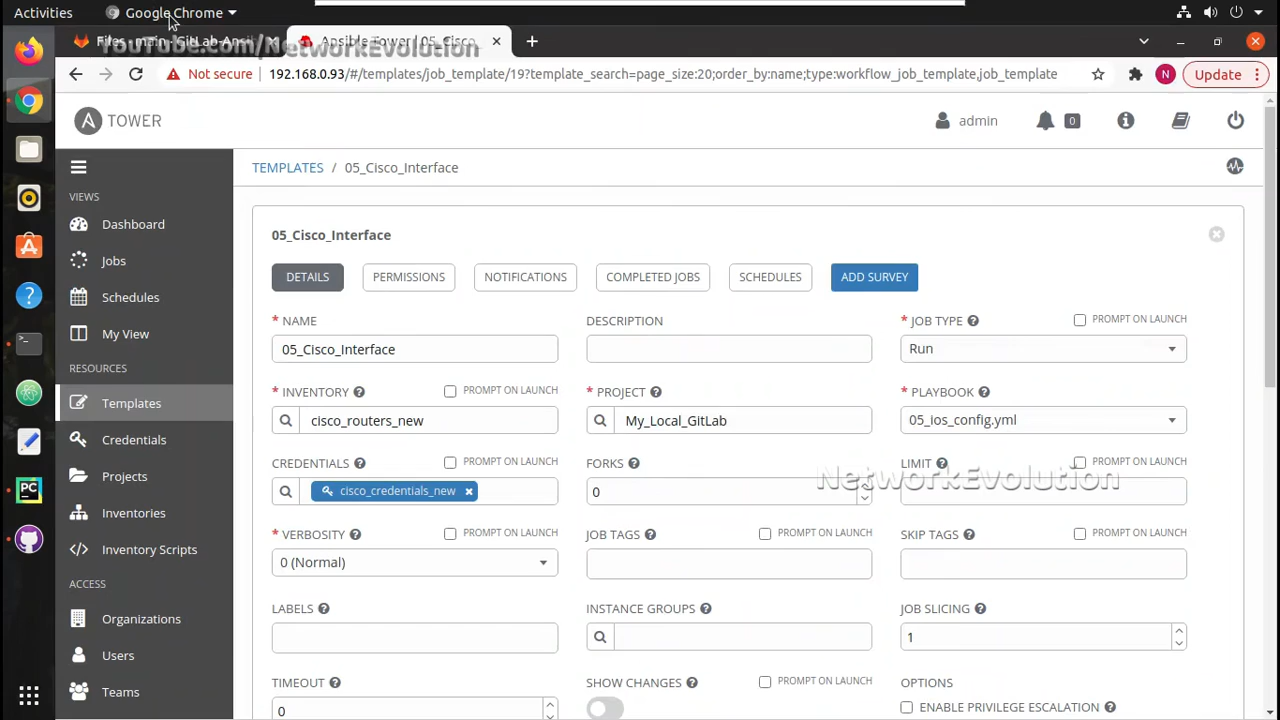 Activities
Google Chrome
Files · main · GitLab-Ansi
Ansible Tower | 05_Cisco_
YouTube.com/NetworkEvolution
Not secure
192.168.0.93/#/templates/job_template/19?template_search=page_size:20;order_by:name;type:workflow_job_template,job_template
N
Update
A TOWER
admin
0
VIEWS
Dashboard
Jobs
Schedules
My View
RESOURCES
Templates
Credentials
Projects
Inventories
Inventory Scripts
ACCESS
Organizations
Users
Teams
TEMPLATES / 05_Cisco_Interface
05_Cisco_Interface
DETAILS
PERMISSIONS
NOTIFICATIONS
COMPLETED JOBS
SCHEDULES
ADD SURVEY
* NAME
05_Cisco_Interface
DESCRIPTION
* JOB TYPE
PROMPT ON LAUNCH
Run
* INVENTORY
PROMPT ON LAUNCH
cisco_routers_new
* PROJECT
My_Local_GitLab
* PLAYBOOK
05_ios_config.yml
CREDENTIALS
PROMPT ON LAUNCH
cisco_credentials_new
FORKS
0
LIMIT
PROMPT ON LAUNCH
NetworkEvolution
* VERBOSITY
PROMPT ON LAUNCH
0 (Normal)
JOB TAGS
PROMPT ON LAUNCH
SKIP TAGS
PROMPT ON LAUNCH
LABELS
INSTANCE GROUPS
JOB SLICING
1
TIMEOUT
0
SHOW CHANGES
PROMPT ON LAUNCH
OPTIONS
ENABLE PRIVILEGE ESCALATION